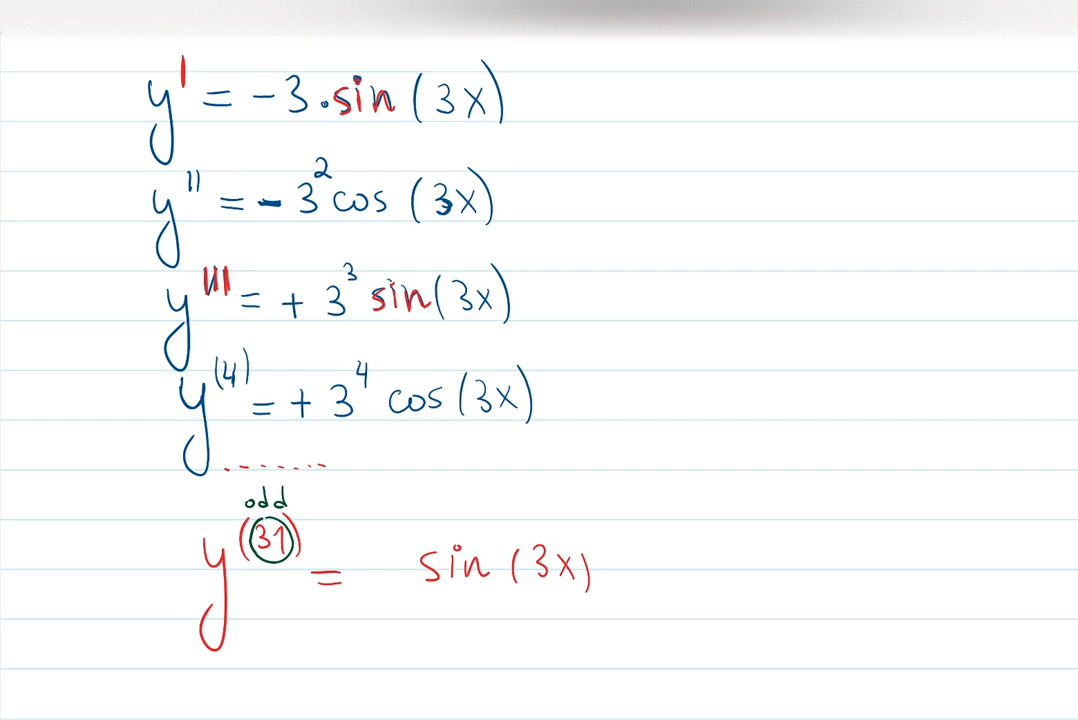 y' = -3·sin(3x)
y'' = -3² cos(3x)
y''' = +3³ sin(3x)
y⁽⁴⁾ = +3⁴ cos(3x)
........
odd
y⁽³¹⁾ = sin(3x)